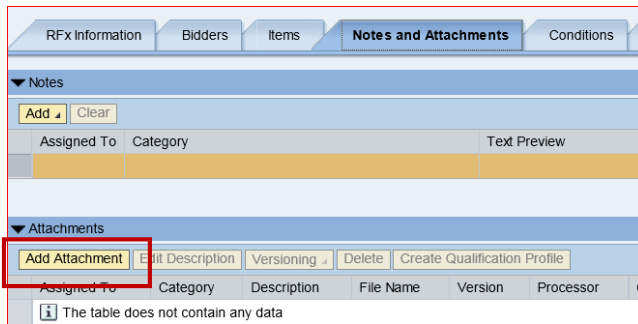 RFx Information Bidders Items Notes and Attachments Conditions
Notes
Add Clear
Assigned To Category Text Preview
Attachments
Add Attachment Edit Description Versioning Delete Create Qualification Profile
Assigned To Category Description File Name Version Processor
The table does not contain any data